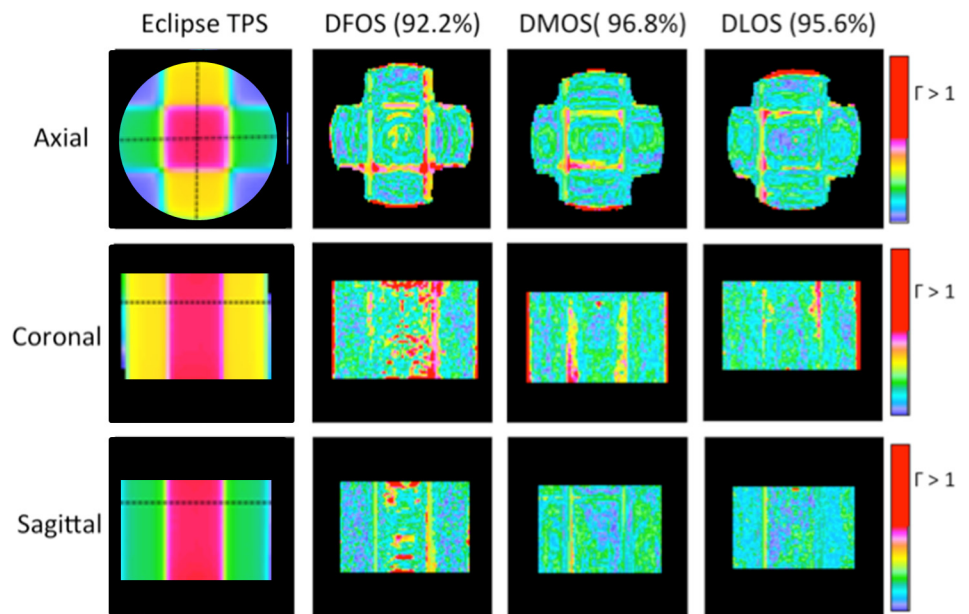 Eclipse TPS DFOS (92.2%) DMOS( 96.8%) DLOS (95.6%)
Axial Γ > 1
Coronal Γ > 1
Sagittal Γ > 1